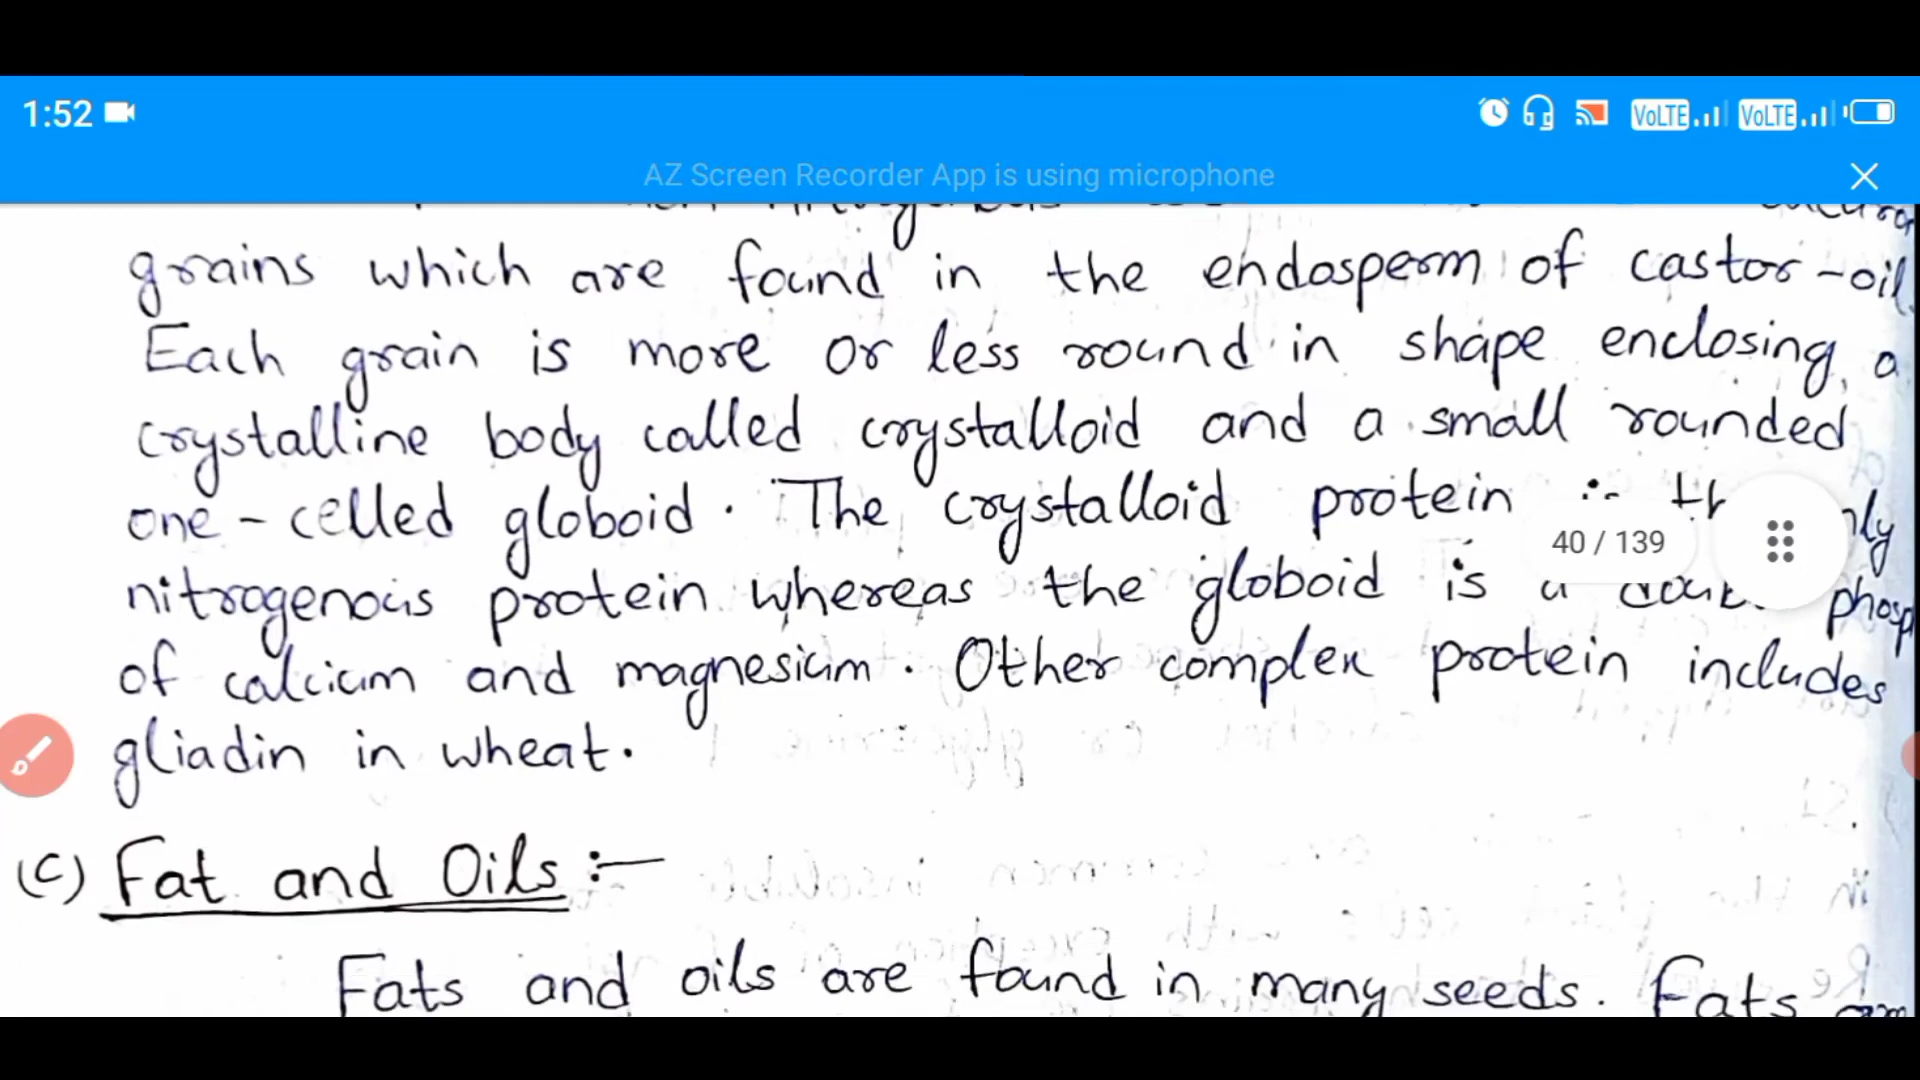 1:52
VoLTE VoLTE
AZ Screen Recorder App is using microphone
grains which are found in the endosperm of castor-oil
Each grain is more or less round in shape enclosing a
crystalline body called crystalloid and a small rounded
one-celled globoid. The crystalloid protein
40 / 139
nitrogenous protein whereas the globoid is a phosp
of calcium and magnesium. Other complex protein includes
gliadin in wheat.
(C) Fat and Oils :—
Fats and oils are found in many seeds. Fats